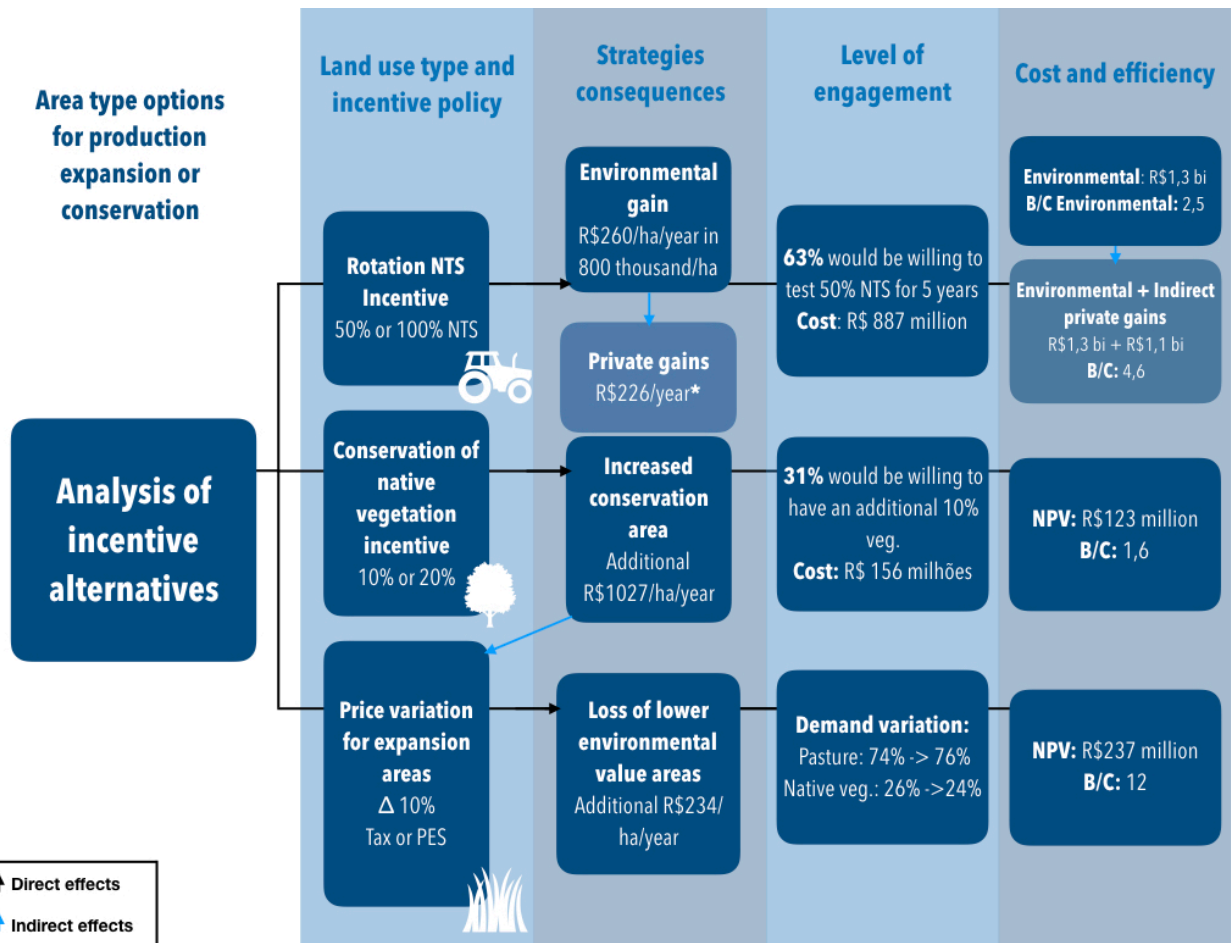 Area type options
for production
expansion or
conservation
Analysis of
incentive
alternatives
Land use type and
incentive policy
Rotation NTS
Incentive
50% or 100% NTS
Conservation of
native
vegetation
incentive
10% or 20%
Price variation
for expansion
areas
Δ 10%
Tax or PES
Strategies
consequences
Environmental
gain
R$260/ha/year in
800 thousand/ha
Private gains
R$226/year*
Increased
conservation
area
Additional
R$1027/ha/year
Loss of lower
environmental
value areas
Additional R$234/
ha/year
Level of
engagement
63% would be willing to
test 50% NTS for 5 years
Cost: R$ 887 million
31% would be willing to
have an additional 10%
veg.
Cost: R$ 156 milhões
Demand variation:
Pasture: 74% -> 76%
Native veg.: 26% ->24%
Cost and efficiency
Environmental: R$1,3 bi
B/C Environmental: 2,5
Environmental + Indirect
private gains
R$1,3 bi + R$1,1 bi
B/C: 4,6
NPV: R$123 million
B/C: 1,6
NPV: R$237 million
B/C: 12
Direct effects
Indirect effects